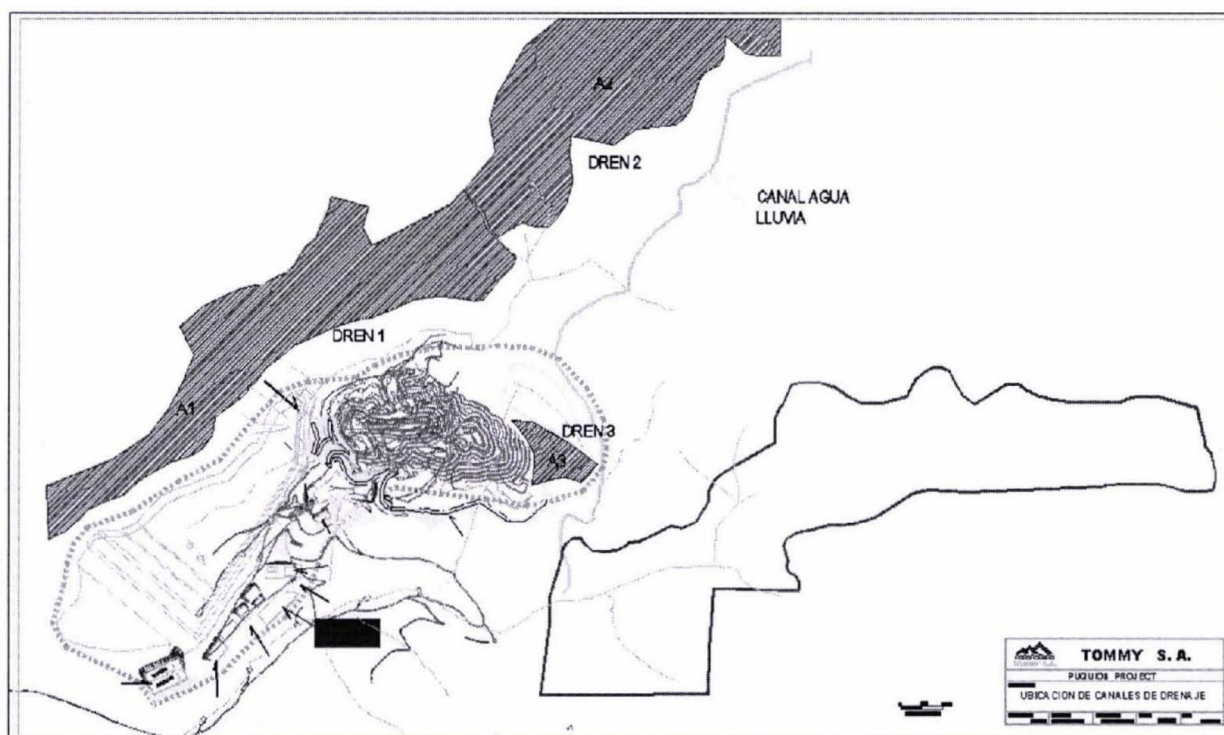 A2
DREN 2
CANAL AGUA
LLUVIA
DREN 1
A1
DREN 3
A3
TOMMY S. A.
PUQUIOS PROJECT
UBICACION DE CANALES DE DRENAJE